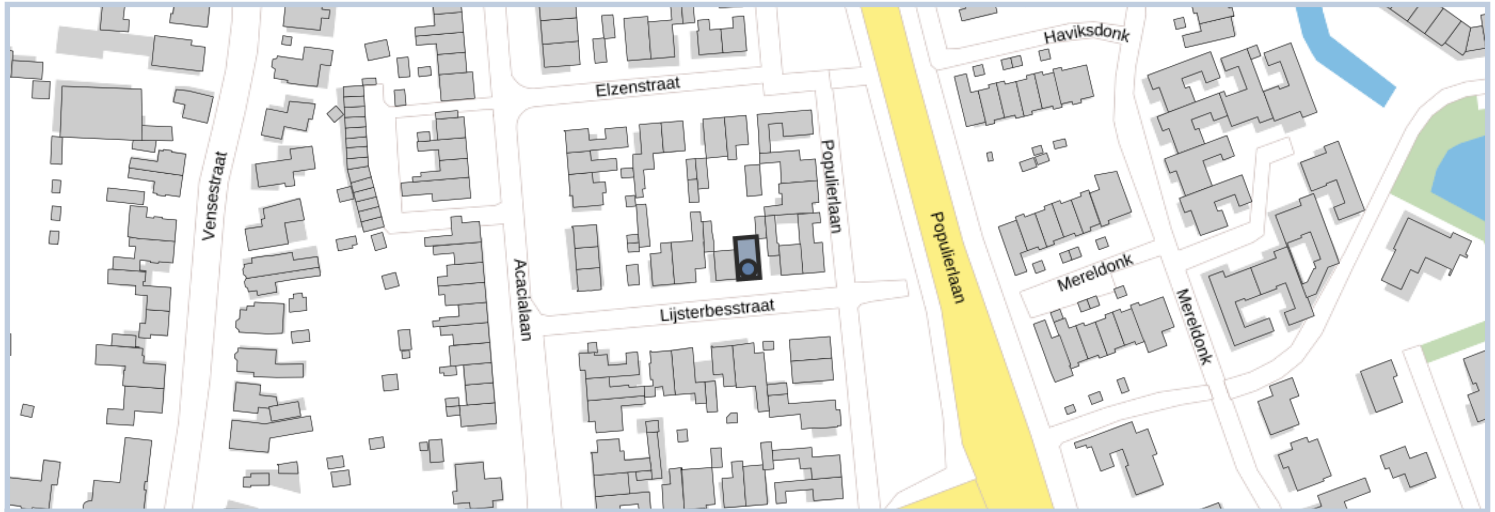 Haviksdonk
Elzenstraat
Vensestraat
Populierlaan
Populierlaan
Acacialaan
Mereldonk
Mereldonk
Lijsterbesstraat